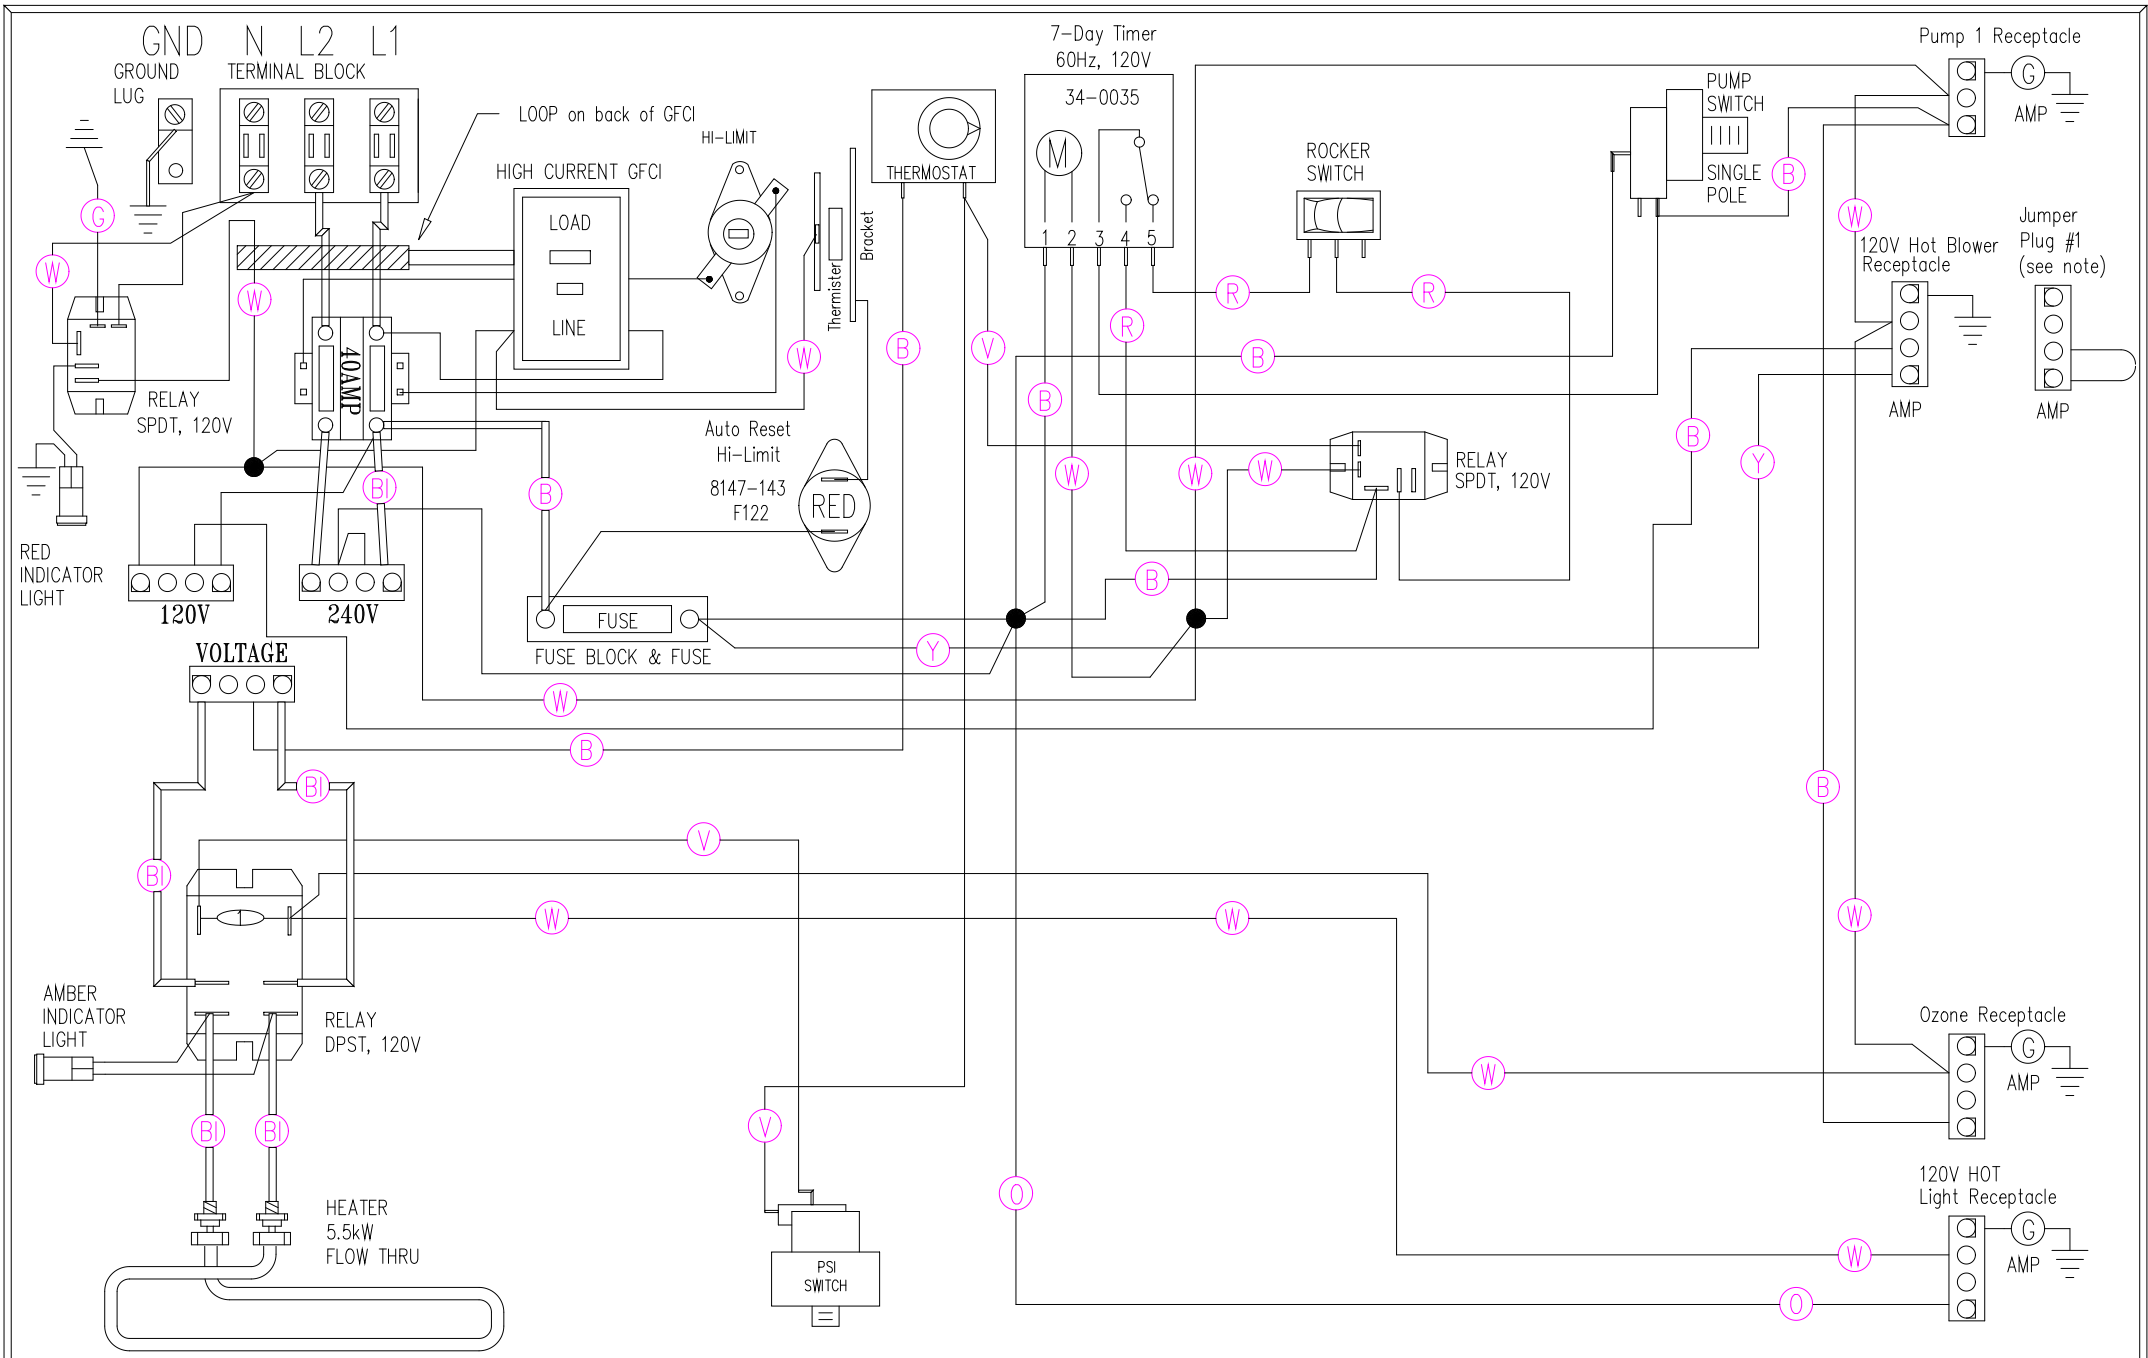 GND N L2 L1
GROUND
LUG
TERMINAL BLOCK
LOOP on back of GFCI
HI-LIMIT
HIGH CURRENT GFCI
LOAD
LINE
Thermister
Bracket
THERMOSTAT
7-Day Timer
60Hz, 120V
34-0035
M
1 2 3 4 5
ROCKER
SWITCH
PUMP
SWITCH
SINGLE
POLE
Pump 1 Receptacle
G
AMP
B
W
120V Hot Blower
Receptacle
AMP
Jumper
Plug #1
(see note)
AMP
G
W
W
RELAY
SPDT, 120V
40AMP
W
B
V
R
R
R
B
B
W
W
W
B
Y
RELAY
SPDT, 120V
Auto Reset
Hi-Limit
8147-143
F122
RED
BI
B
RED
INDICATOR
LIGHT
120V
240V
VOLTAGE
FUSE
FUSE BLOCK & FUSE
B
Y
W
B
BI
B
V
BI
W
W
W
1
AMBER
INDICATOR
LIGHT
RELAY
DPST, 120V
W
Ozone Receptacle
G
AMP
BI
BI
V
O
HEATER
5.5kW
FLOW THRU
PSI
SWITCH
120V HOT
Light Receptacle
G
AMP
W
O